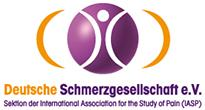 Deutsche Schmerzgesellschaft e.V.
Sektion der International Association for the Study of Pain (IASP)